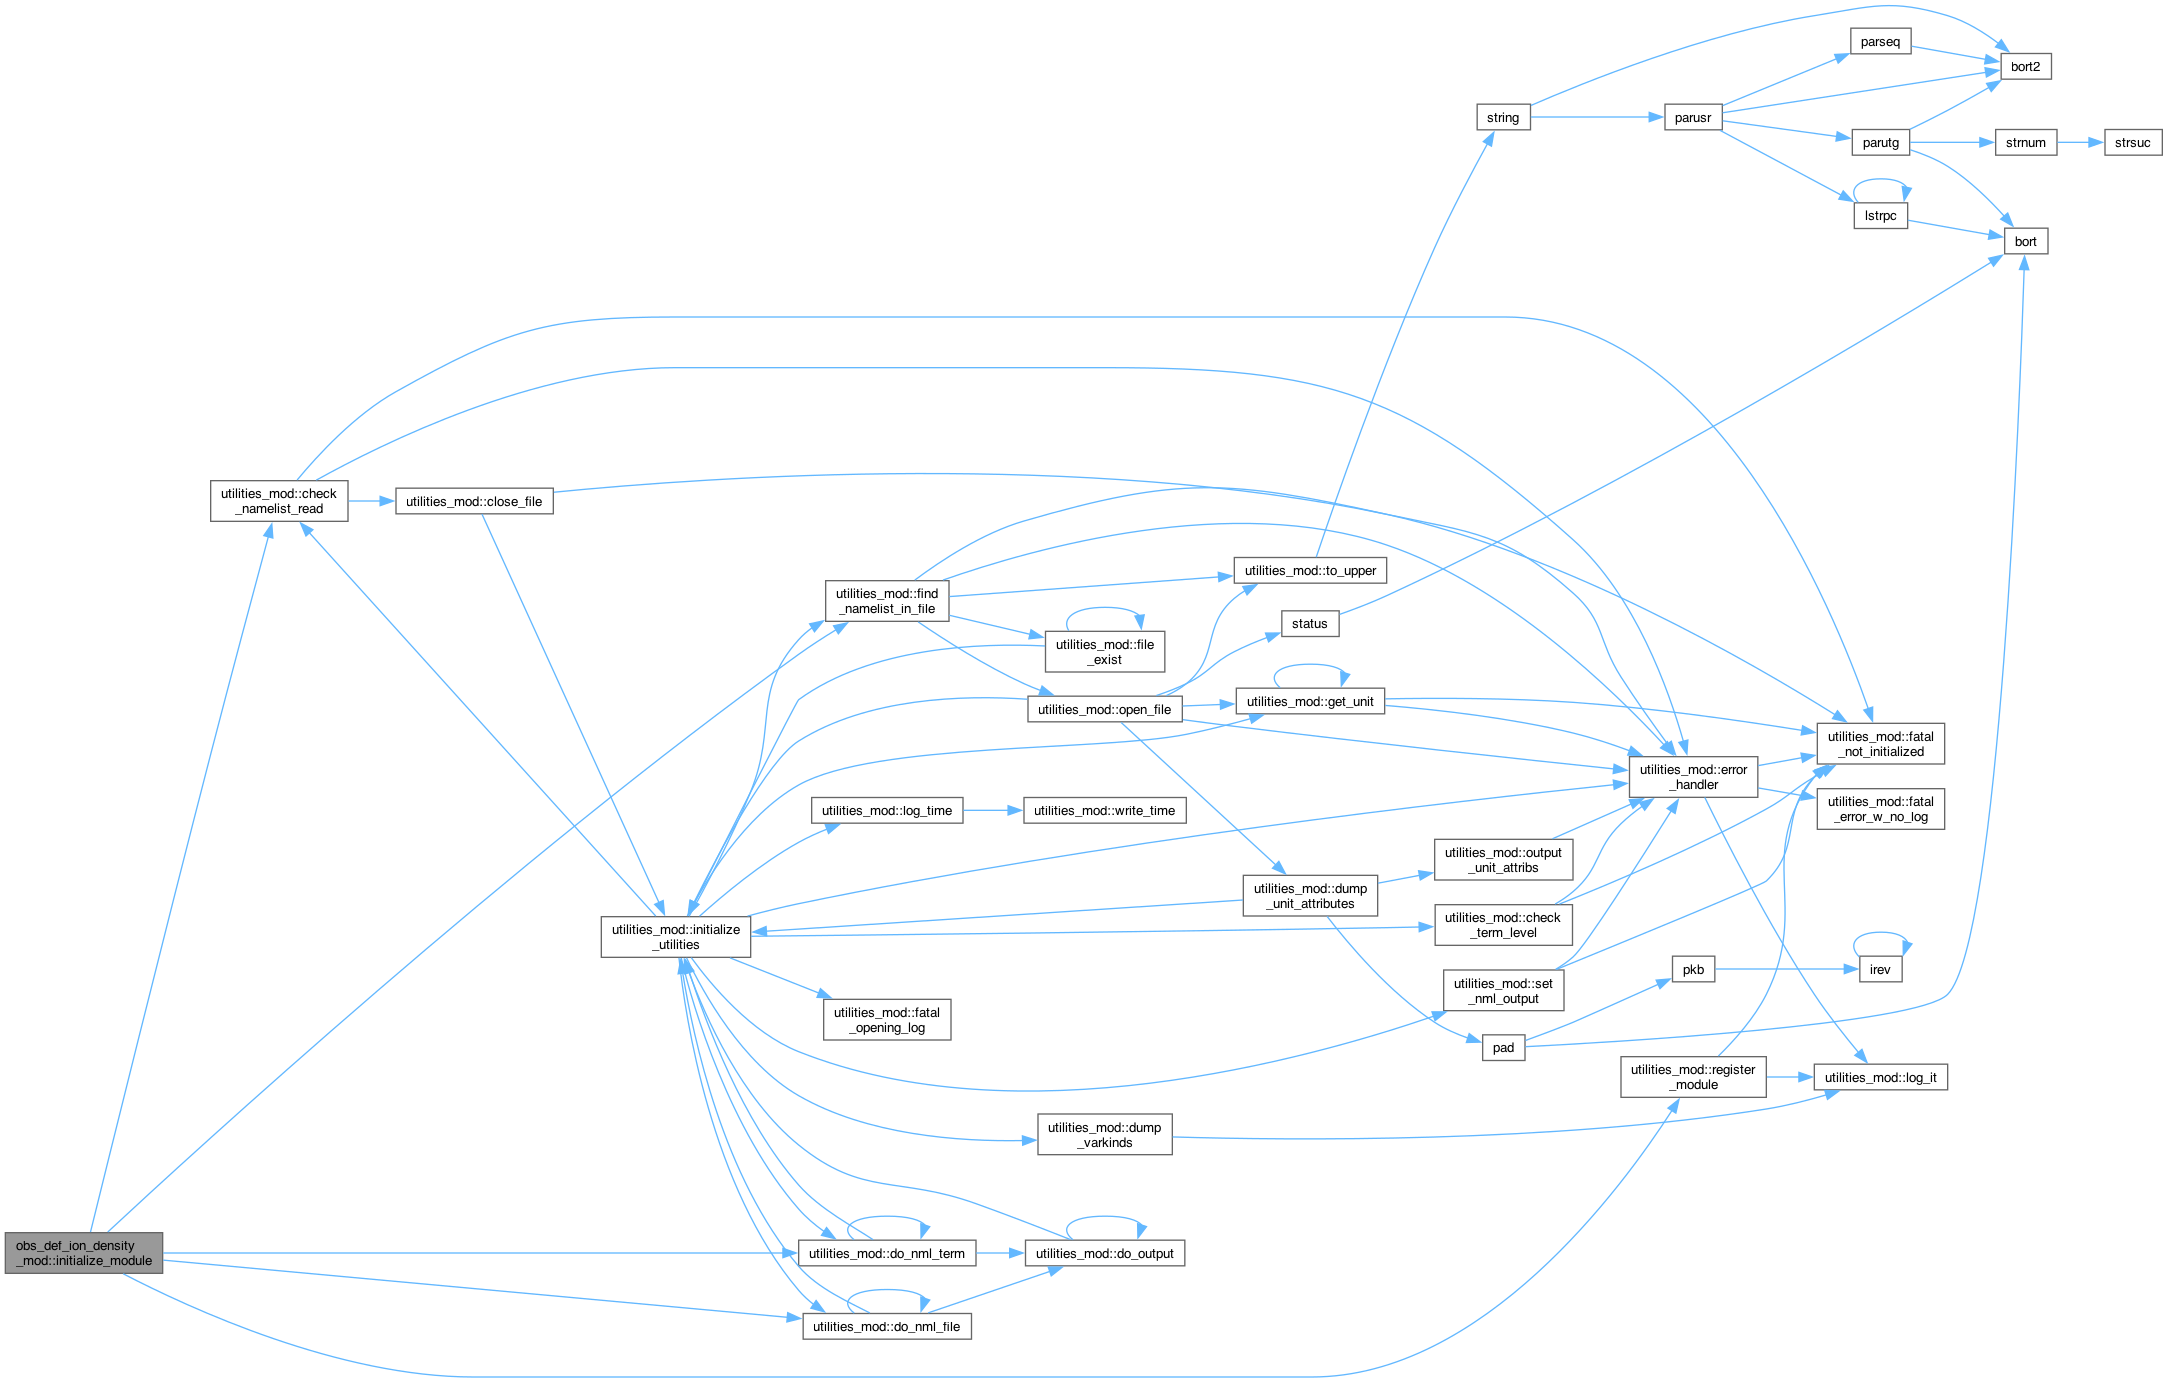 parseq
bort2
string
parusr
parutg
strnum
strsuc
lstrpc
bort
utilities_mod::check
_namelist_read
utilities_mod::close_file
utilities_mod::to_upper
utilities_mod::find
_namelist_in_file
status
utilities_mod::file
_exist
utilities_mod::open_file
utilities_mod::get_unit
utilities_mod::fatal
_not_initialized
utilities_mod::error
_handler
utilities_mod::log_time
utilities_mod::write_time
utilities_mod::fatal
_error_w_no_log
utilities_mod::output
_unit_attribs
utilities_mod::dump
_unit_attributes
utilities_mod::initialize
_utilities
utilities_mod::check
_term_level
pkb
irev
utilities_mod::set
_nml_output
utilities_mod::fatal
_opening_log
pad
utilities_mod::register
_module
utilities_mod::log_it
utilities_mod::dump
_varkinds
obs_def_ion_density
_mod::initialize_module
utilities_mod::do_nml_term
utilities_mod::do_output
utilities_mod::do_nml_file